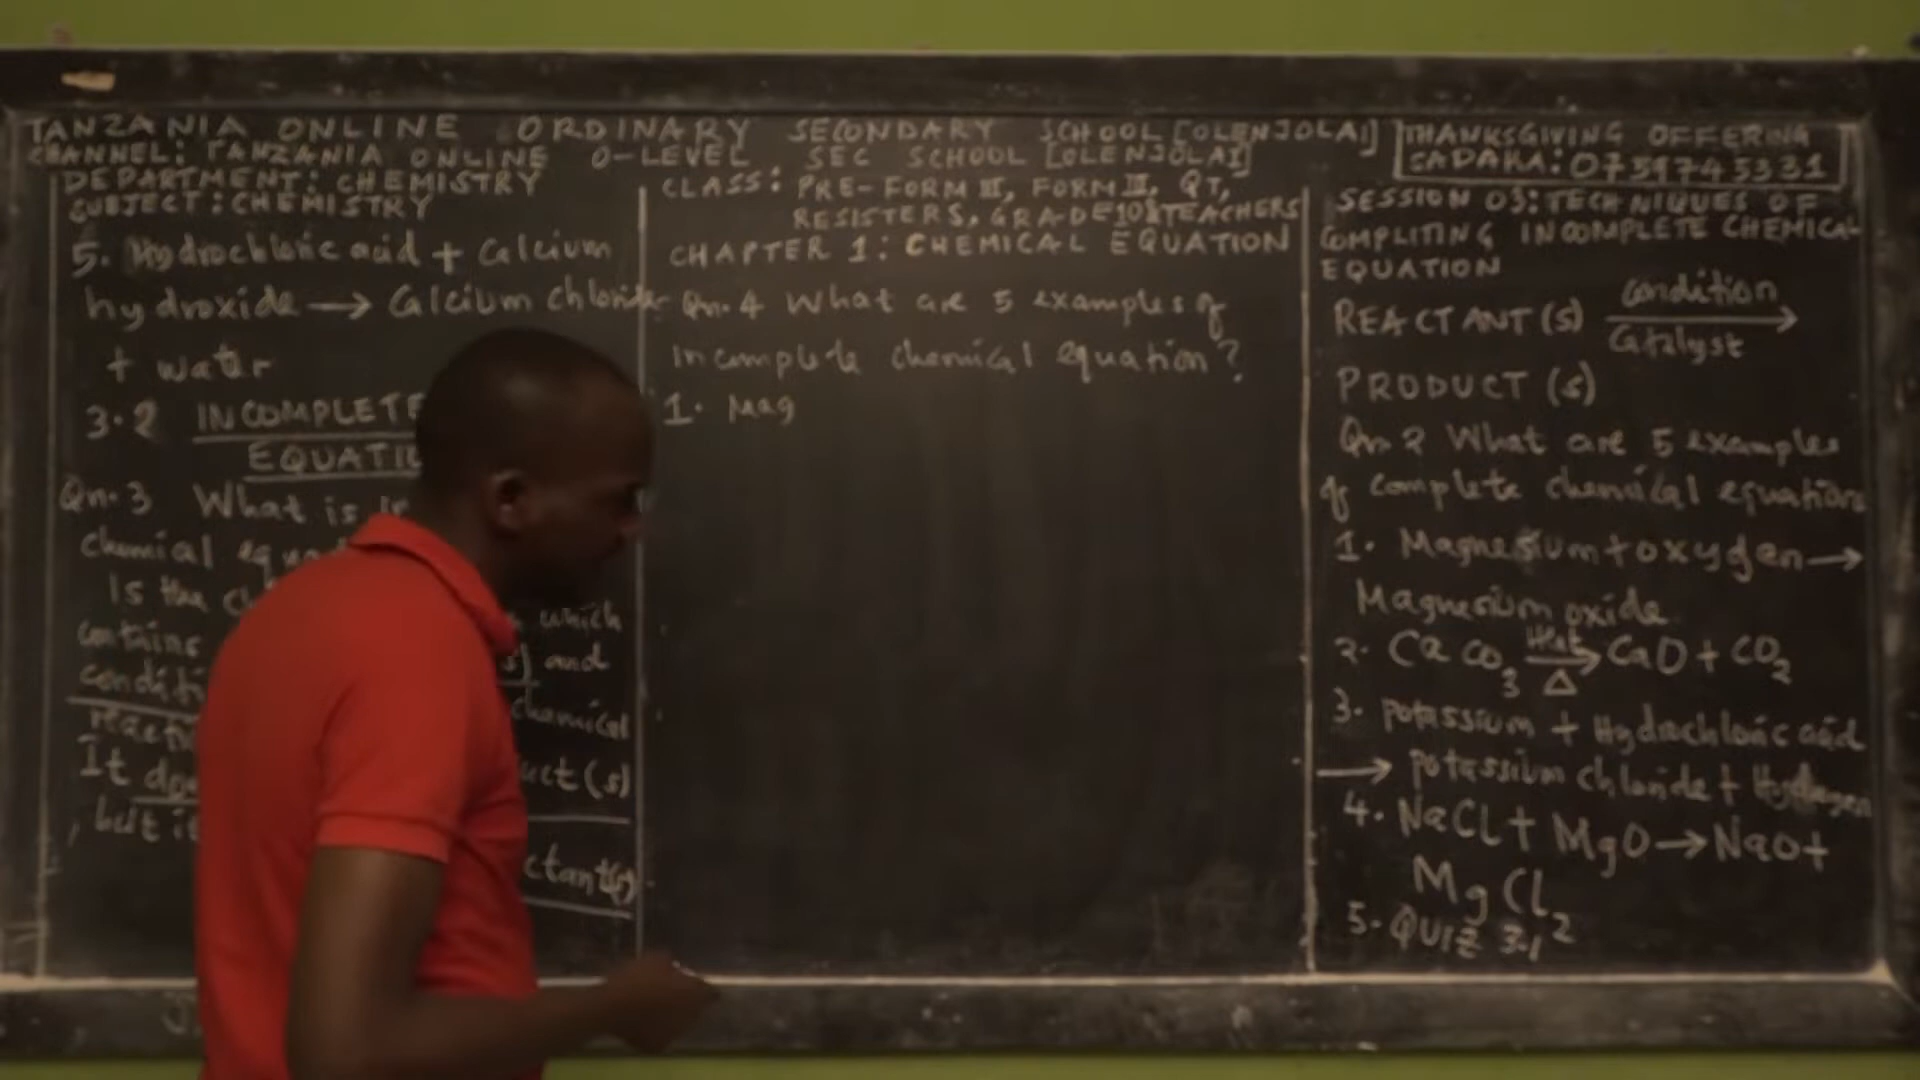 TANZANIA ONLINE ORDINARY SECONDARY SCHOOL [OLENJOLAI]
CHANNEL: TANZANIA ONLINE O-LEVEL SEC SCHOOL [OLENJOLAI]
THANKSGIVING OFFERING
SADAKA: 0759745331
DEPARTMENT: CHEMISTRY
SUBJECT: CHEMISTRY
5. Hydrochloric acid + Calcium
hydroxide → Calcium chloride
+ water
3.2 INCOMPLETE
Qn.3 What is
chemial
Is the
which
contains
and
chemical
It
but
CLASS: PRE-FORM II, FORM III, QT,
RESISTERS, GRADE 10 & TEACHERS
CHAPTER 1: CHEMICAL EQUATION
Qn.4 What are 5 examples of
incomplete chemical equation?
1. Mag
SESSION 03: TECHNIQUES OF
COMPLITING INCOMPLETE CHEMICAL
EQUATION
condition
REACTANT(S) →
Catalyst
PRODUCT (S)
Qn 2 What are 5 examples
of complete chemical equations
1. Magnesium + oxygen →
Magnesium oxide
2. CaCO3 Heat → Δ CaO + CO2
3. potassium + Hydrochloric acid
→ potassium chloride + Hydrogen
4. NaCl + MgO → NaO +
MgCl2
5. QUIZ 3.1